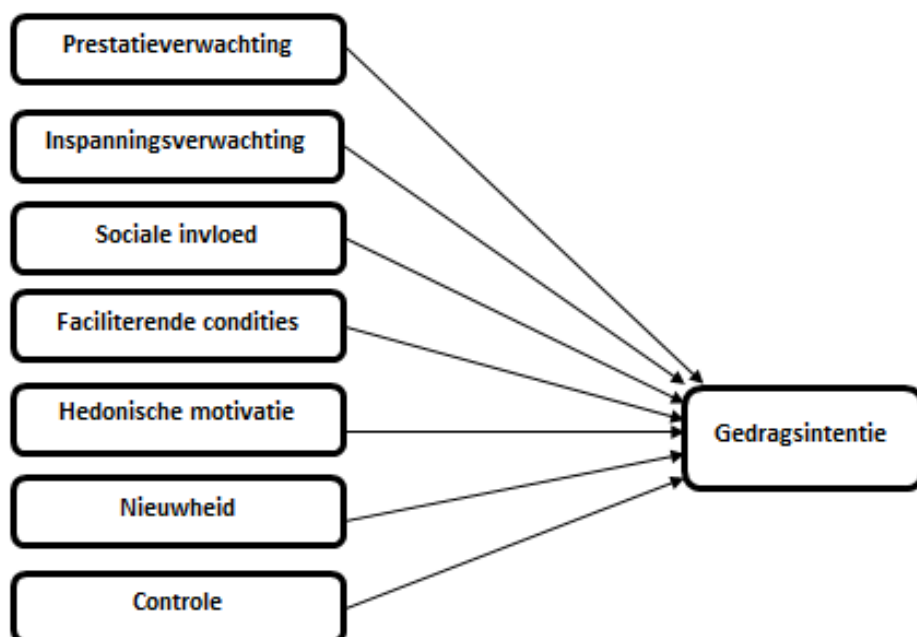 Prestatieverwachting
Inspanningsverwachting
Sociale invloed
Faciliterende condities
Hedonische motivatie
Gedragsintentie
Nieuwheid
Controle